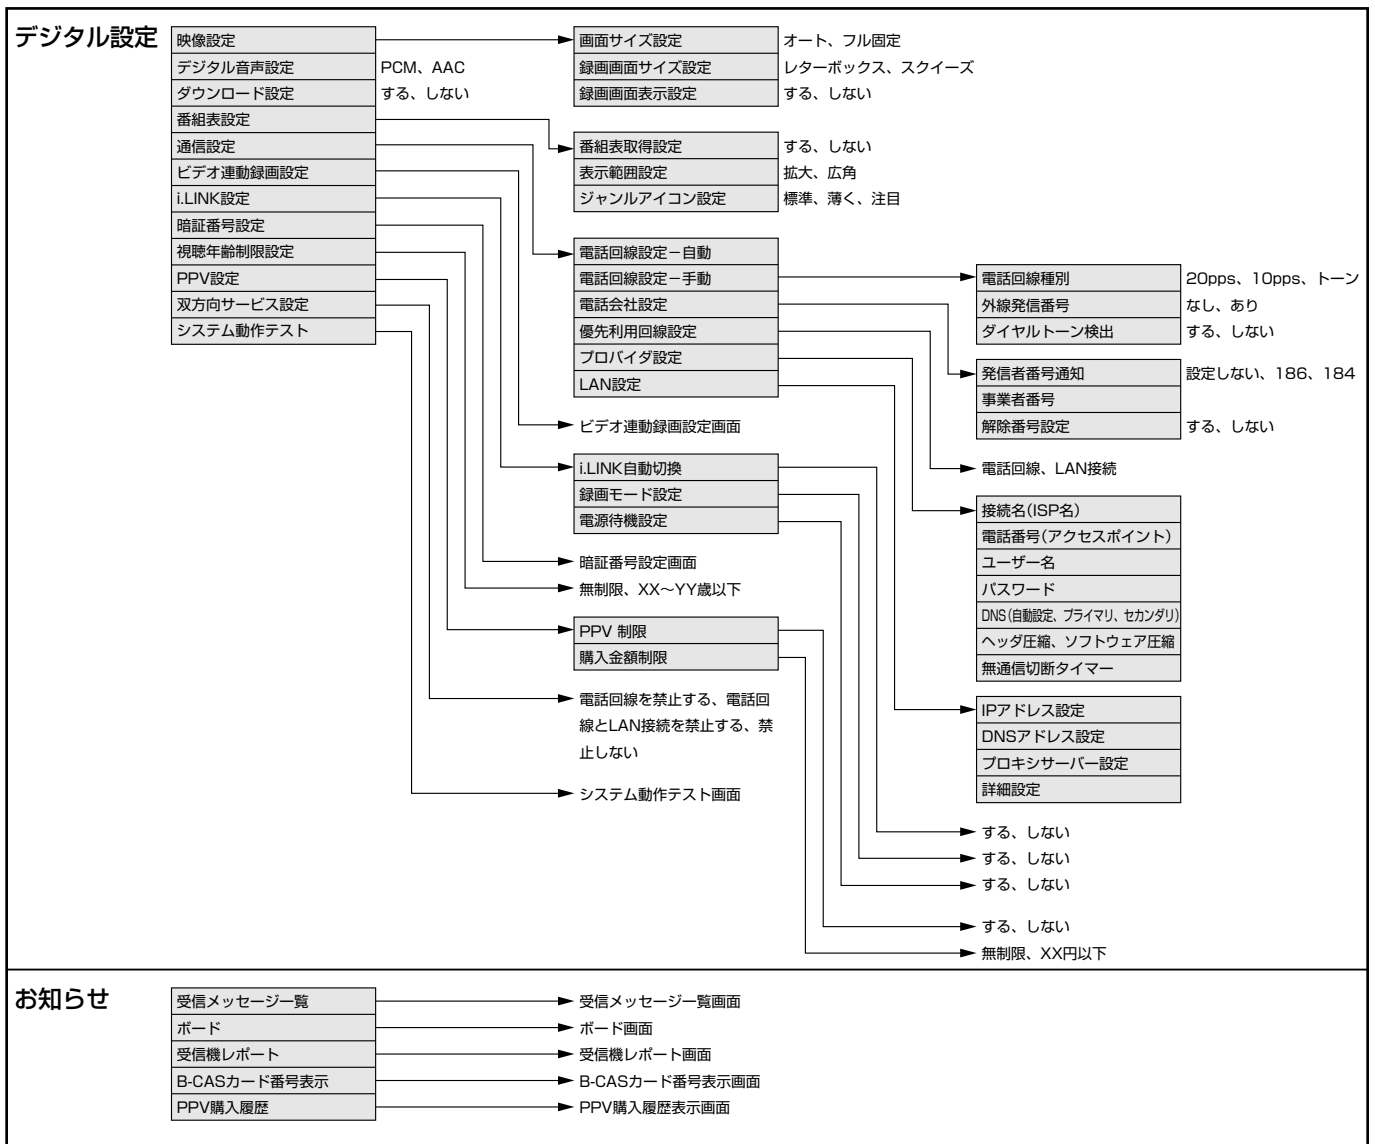 デジタル設定
映像設定
デジタル音声設定 PCM、AAC
ダウンロード設定 する、しない
番組表設定
通信設定
ビデオ連動録画設定
i.LINK設定
暗証番号設定
視聴年齢制限設定
PPV設定
双方向サービス設定
システム動作テスト
画面サイズ設定 オート、フル固定
録画画面サイズ設定 レターボックス、スクイーズ
録画画面表示設定 する、しない
番組表取得設定 する、しない
表示範囲設定 拡大、広角
ジャンルアイコン設定 標準、薄く、注目
電話回線設定－自動
電話回線設定－手動
電話会社設定
優先利用回線設定
プロバイダ設定
LAN設定
ビデオ連動録画設定画面
i.LINK自動切換
録画モード設定
電源待機設定
暗証番号設定画面
無制限、XX〜YY歳以下
PPV 制限
購入金額制限
電話回線を禁止する、電話回
線とLAN接続を禁止する、禁
止しない
システム動作テスト画面
電話回線種別 20pps、10pps、トーン
外線発信番号 なし、あり
ダイヤルトーン検出 する、しない
発信者番号通知 設定しない、186、184
事業者番号
解除番号設定 する、しない
電話回線、LAN接続
接続名(ISP名)
電話番号(アクセスポイント)
ユーザー名
パスワード
DNS(自動設定、プライマリ、セカンダリ)
ヘッダ圧縮、ソフトウェア圧縮
無通信切断タイマー
IPアドレス設定
DNSアドレス設定
プロキシサーバー設定
詳細設定
する、しない
する、しない
する、しない
する、しない
無制限、XX円以下
お知らせ
受信メッセージ一覧 受信メッセージ一覧画面
ボード ボード画面
受信機レポート 受信機レポート画面
B-CASカード番号表示 B-CASカード番号表示画面
PPV購入履歴 PPV購入履歴表示画面